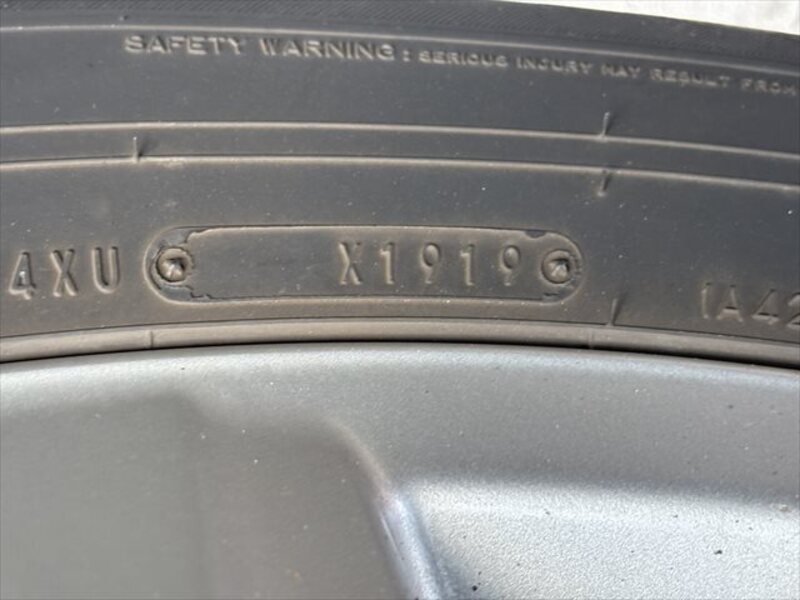 SAFETY WARNING : SERIOUS INJURY MAY RESULT FROM
4XU X1919 1A42